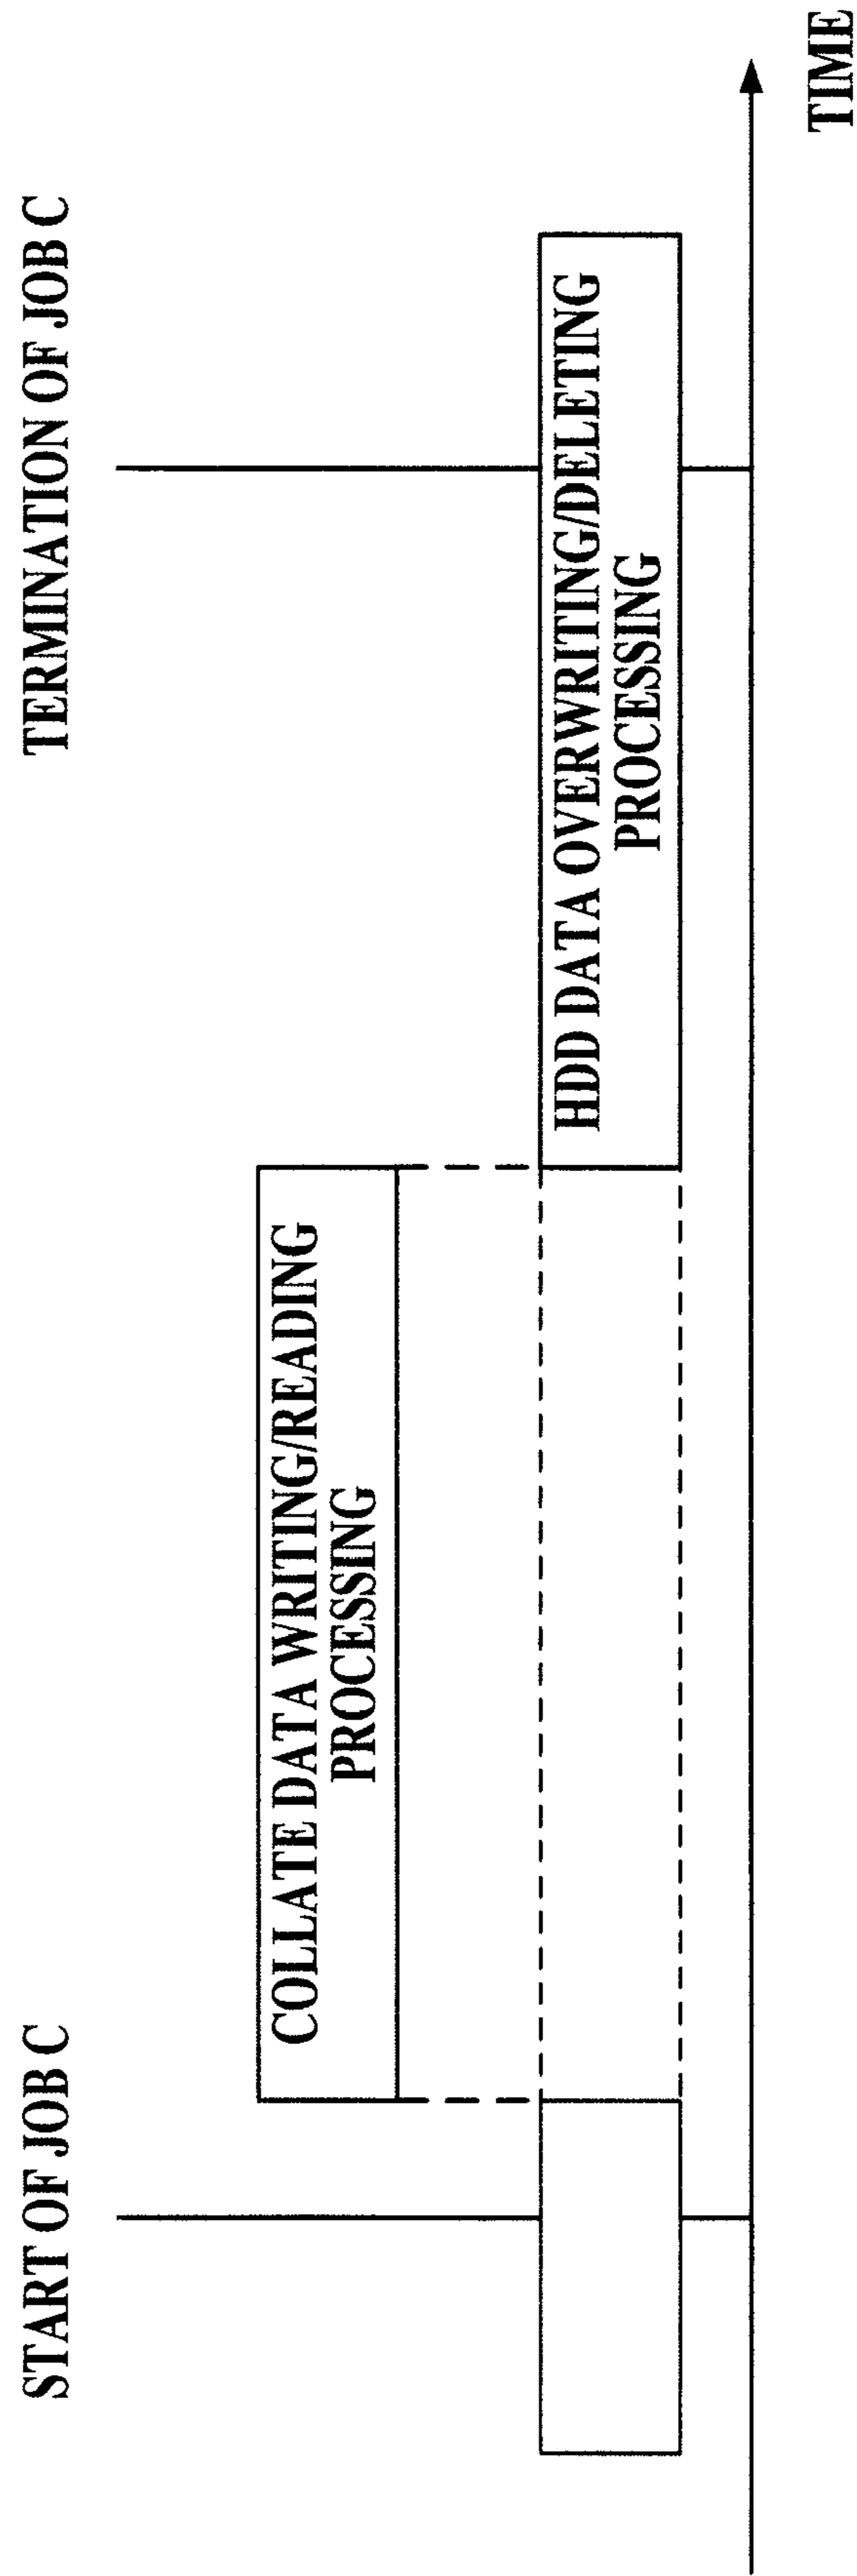 START OF JOB C
TERMINATION OF JOB C
COLLATE DATA WRITING/READING
PROCESSING
HDD DATA OVERWRITING/DELETING
PROCESSING
TIME